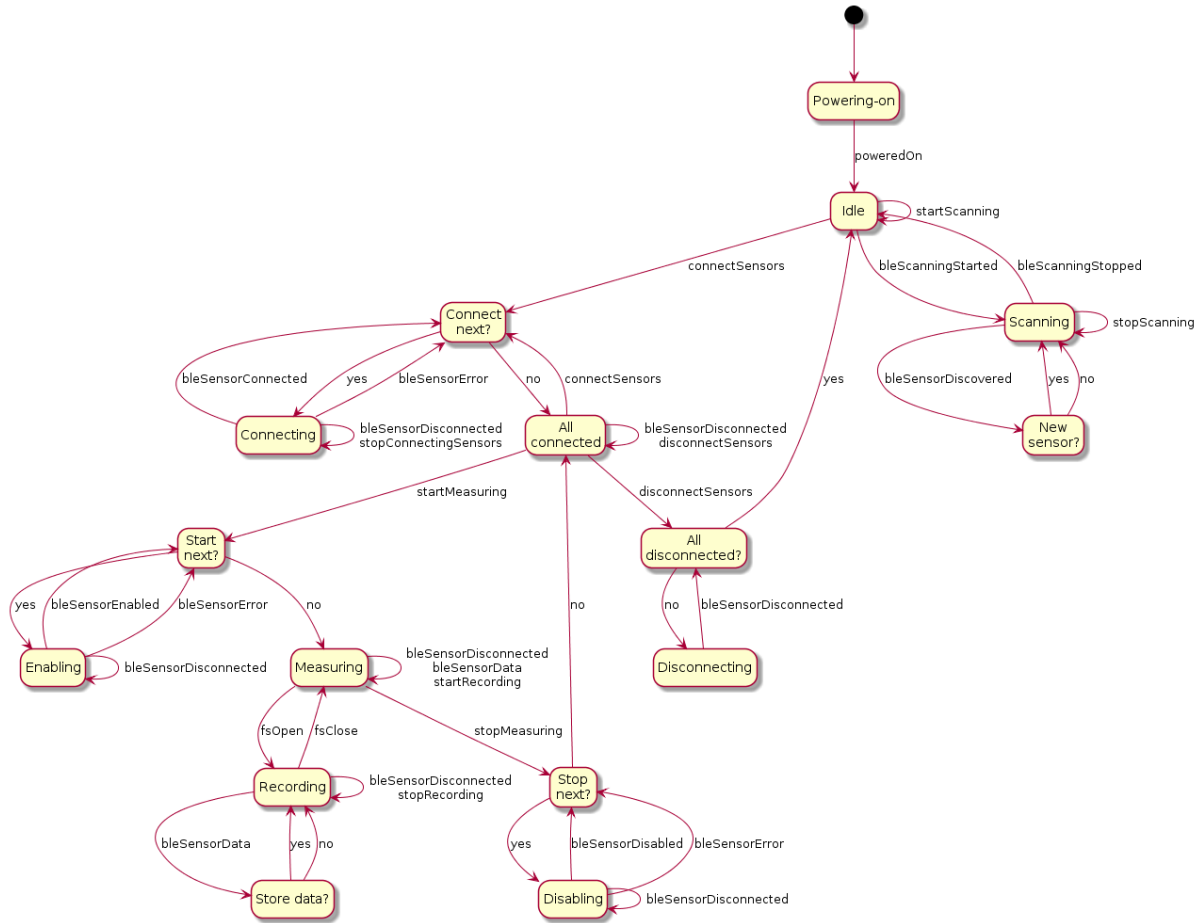 Powering-on
poweredOn
Idle
startScanning
connectSensors
bleScanningStarted
bleScanningStopped
Connect
next?
Scanning
stopScanning
bleSensorConnected
yes
bleSensorError
no
connectSensors
yes
bleSensorDiscovered
yes
no
Connecting
bleSensorDisconnected
stopConnectingSensors
All
connected
bleSensorDisconnected
disconnectSensors
New
sensor?
startMeasuring
disconnectSensors
Start
next?
All
disconnected?
yes
bleSensorEnabled
bleSensorError
no
no
no
bleSensorDisconnected
Enabling
bleSensorDisconnected
Measuring
bleSensorDisconnected
bleSensorData
startRecording
Disconnecting
fsOpen
fsClose
stopMeasuring
Recording
bleSensorDisconnected
stopRecording
Stop
next?
bleSensorData
yes
no
yes
bleSensorDisabled
bleSensorError
Store data?
Disabling
bleSensorDisconnected